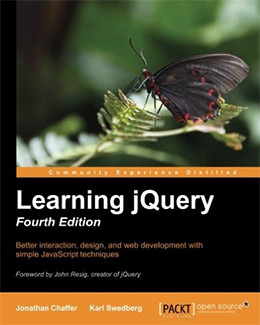 Community Experience Distilled
Learning jQuery
Fourth Edition
Better interaction, design, and web development with
simple JavaScript techniques
Foreword by John Resig, creator of jQuery
Jonathan Chaffer Karl Swedberg
[PACKT] open source*
PUBLISHING